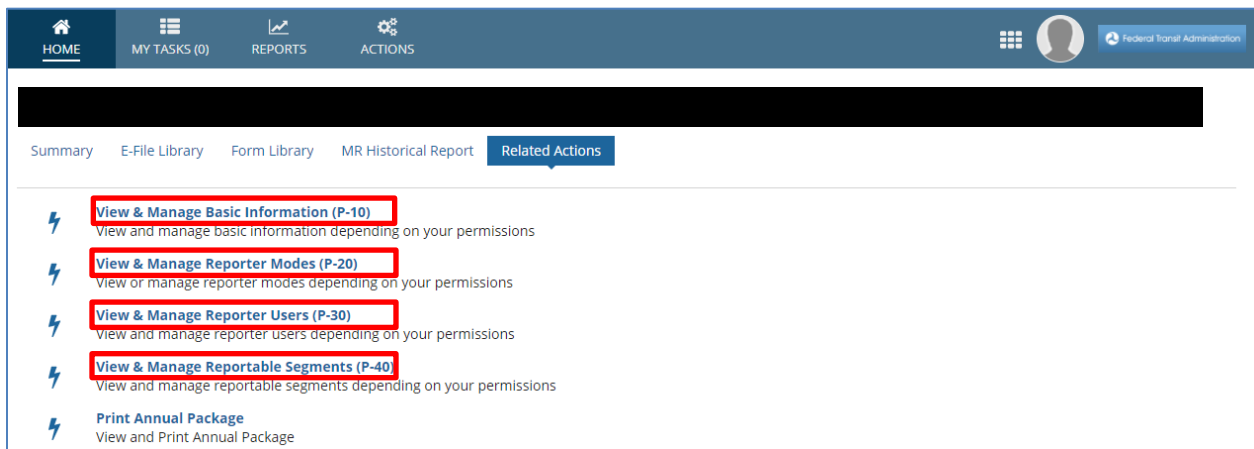 HOME MY TASKS (0) REPORTS ACTIONS Federal Transit Administration
Summary E-File Library Form Library MR Historical Report Related Actions
View & Manage Basic Information (P-10)
View and manage basic information depending on your permissions
View & Manage Reporter Modes (P-20)
View or manage reporter modes depending on your permissions
View & Manage Reporter Users (P-30)
View and manage reporter users depending on your permissions
View & Manage Reportable Segments (P-40)
View and manage reportable segments depending on your permissions
Print Annual Package
View and Print Annual Package